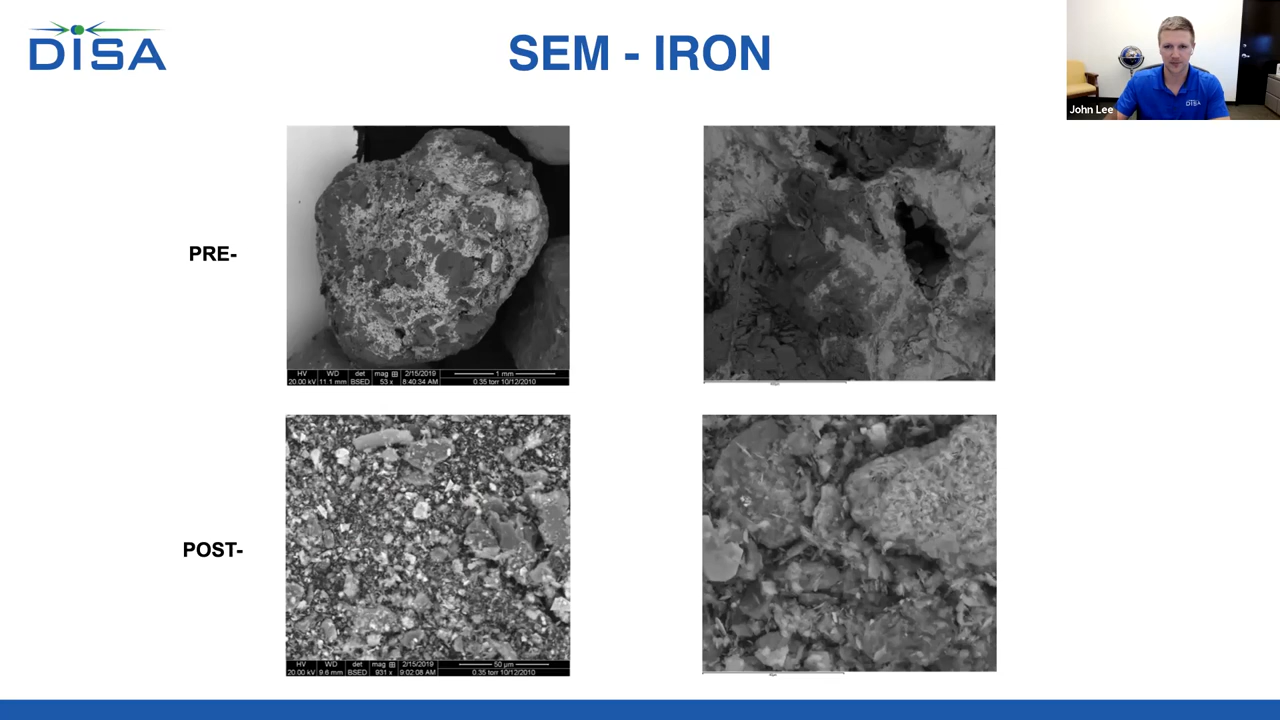 DISA
SEM - IRON
DISA
John Lee
PRE-
HV WD det mag ⊞ 2/15/2019 1 mm
20.00 kV 11.1 mm BSED 53 x 8:40:34 AM 0.35 torr 10/12/2010
POST-
HV WD det mag ⊞ 2/15/2019 50 µm
20.00 kV 9.6 mm BSED 931 x 9:02:08 AM 0.35 torr 10/12/2010